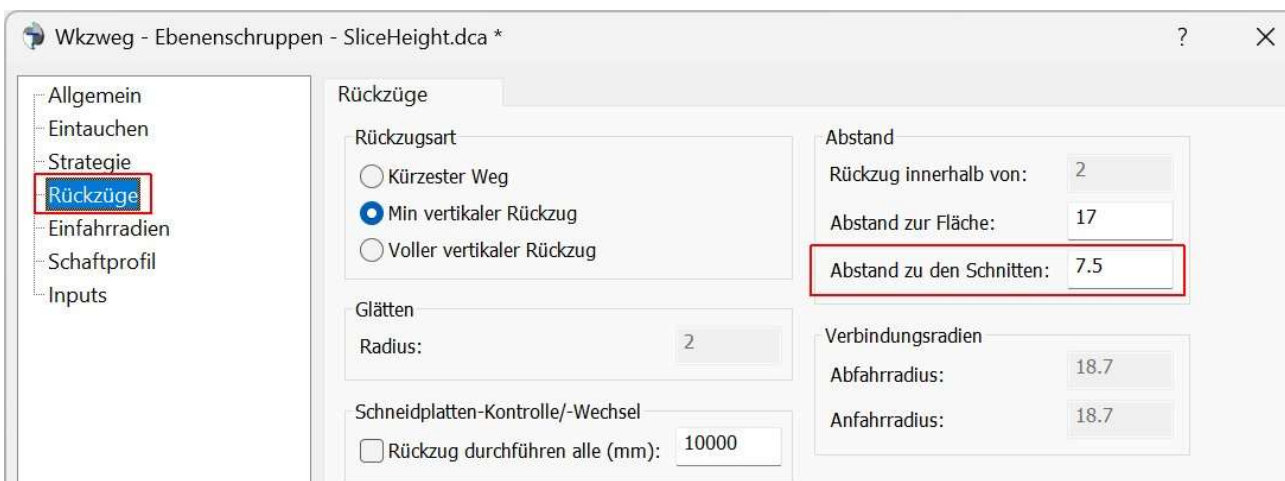 Wkzweg - Ebenenschruppen - SliceHeight.dca * ?
Allgemein
Eintauchen
Strategie
Rückzüge
Einfahrradien
Schaftprofil
Inputs
Rückzüge
Rückzugsart
Kürzester Weg
Min vertikaler Rückzug
Voller vertikaler Rückzug
Glätten
Radius: 2
Schneidplatten-Kontrolle/-Wechsel
Rückzug durchführen alle (mm): 10000
Abstand
Rückzug innerhalb von: 2
Abstand zur Fläche: 17
Abstand zu den Schnitten: 7.5
Verbindungsradien
Abfahrradius: 18.7
Anfahrradius: 18.7